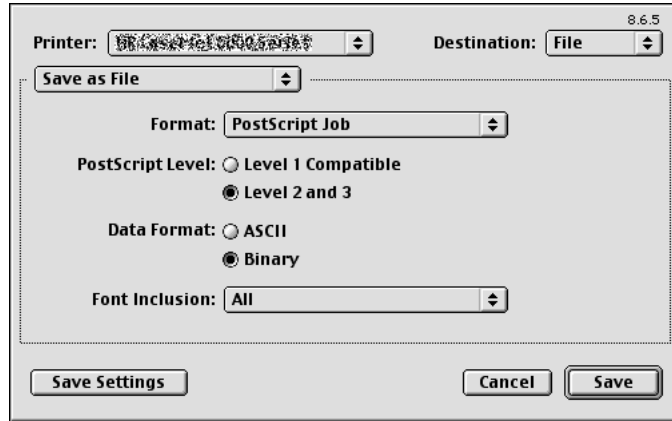 8.6.5
Printer: Destination: File
Save as File
Format: PostScript Job
PostScript Level: Level 1 Compatible
Level 2 and 3
Data Format: ASCII
Binary
Font Inclusion: All
Save Settings Cancel Save